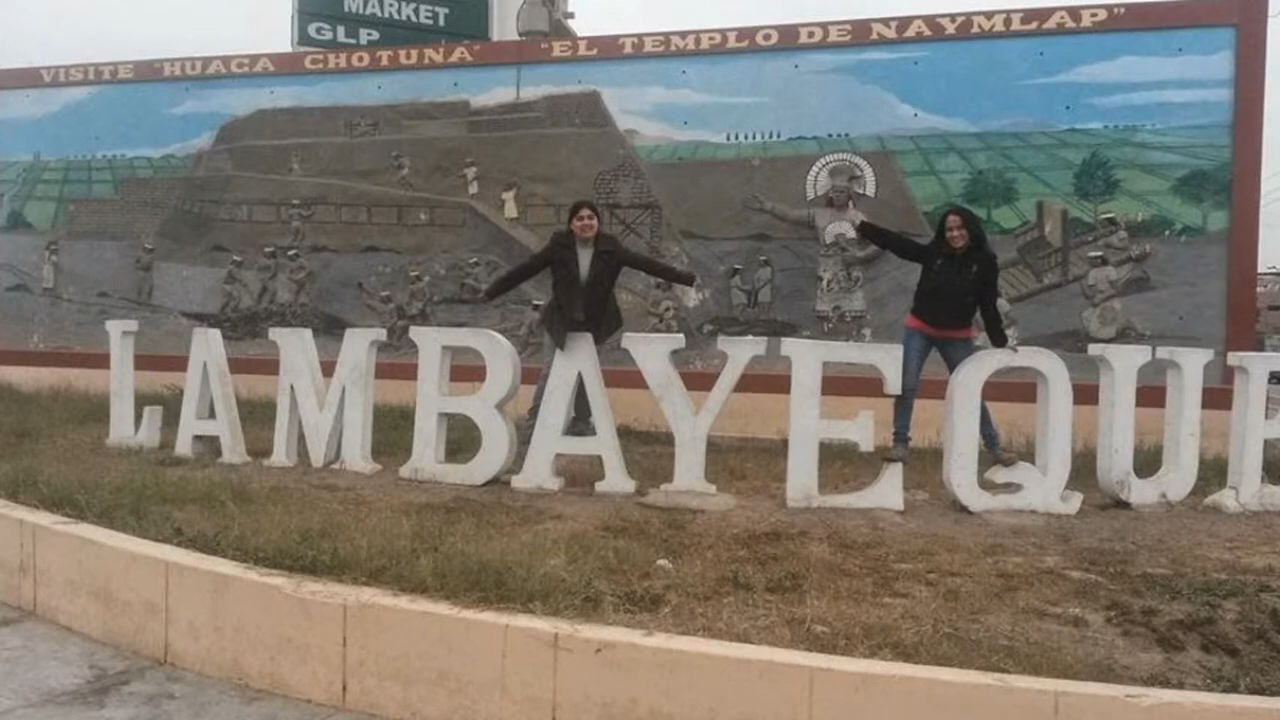 MARKET
GLP
VISITE "HUACA CHOTUNA" "EL TEMPLO DE NAYMLAP"
LAMBAYEQUE